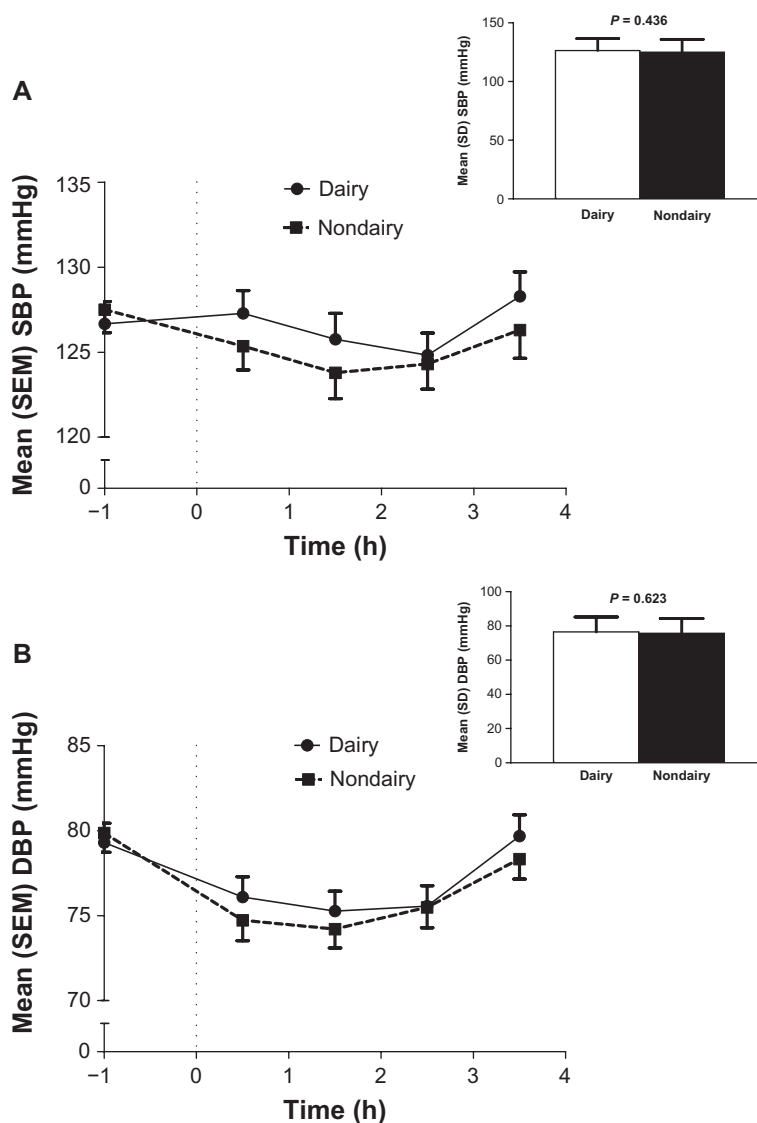 A
Mean (SEM) SBP (mmHg)
135
130
125
120
0
Dairy
Nondairy
−1 0 1 2 3 4
Time (h)
Mean (SD) SBP (mmHg)
150
100
50
0
P = 0.436
Dairy Nondairy
B
Mean (SEM) DBP (mmHg)
85
80
75
70
0
Dairy
Nondairy
−1 0 1 2 3 4
Time (h)
Mean (SD) DBP (mmHg)
100
80
60
40
20
0
P = 0.623
Dairy Nondairy